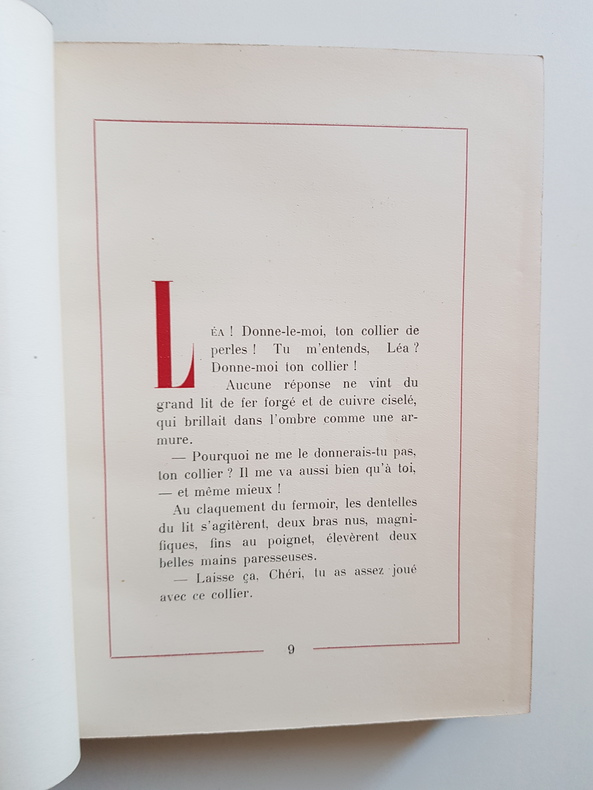 LÉA ! Donne-le-moi, ton collier de
perles ! Tu m'entends, Léa ?
Donne-moi ton collier !
Aucune réponse ne vint du
grand lit de fer forgé et de cuivre ciselé,
qui brillait dans l'ombre comme une ar-
mure.
— Pourquoi ne me le donnerais-tu pas,
ton collier ? Il me va aussi bien qu'à toi,
— et même mieux !
Au claquement du fermoir, les dentelles
du lit s'agitèrent, deux bras nus, magni-
fiques, fins au poignet, élevèrent deux
belles mains paresseuses.
— Laisse ça, Chéri, tu as assez joué
avec ce collier.
9